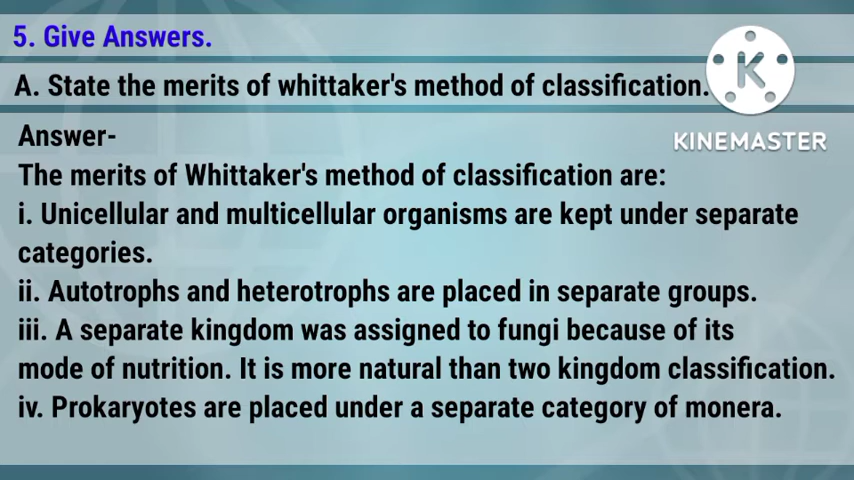 5. Give Answers.
A. State the merits of whittaker's method of classification.
K
KINEMASTER
Answer-
The merits of Whittaker's method of classification are:
i. Unicellular and multicellular organisms are kept under separate
categories.
ii. Autotrophs and heterotrophs are placed in separate groups.
iii. A separate kingdom was assigned to fungi because of its
mode of nutrition. It is more natural than two kingdom classification.
iv. Prokaryotes are placed under a separate category of monera.